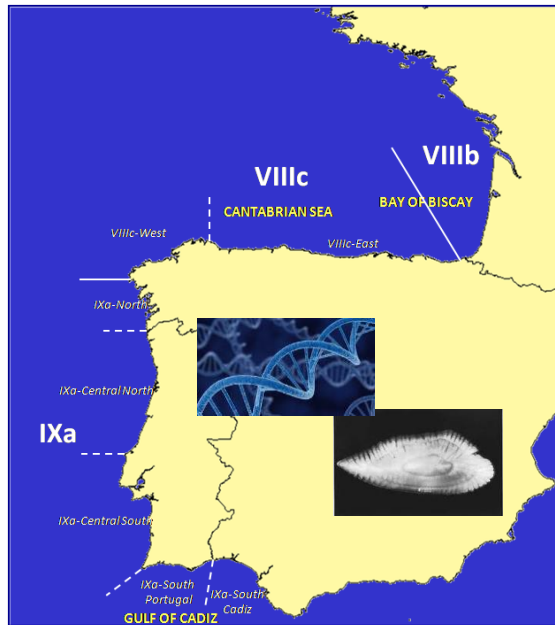 VIIIb
VIIIc
BAY OF BISCAY
CANTABRIAN SEA
VIIIc-West
VIIIc-East
IXa-North
IXa-Central North
IXa
IXa-Central South
IXa-South
Portugal
IXa-South
Cadiz
GULF OF CADIZ